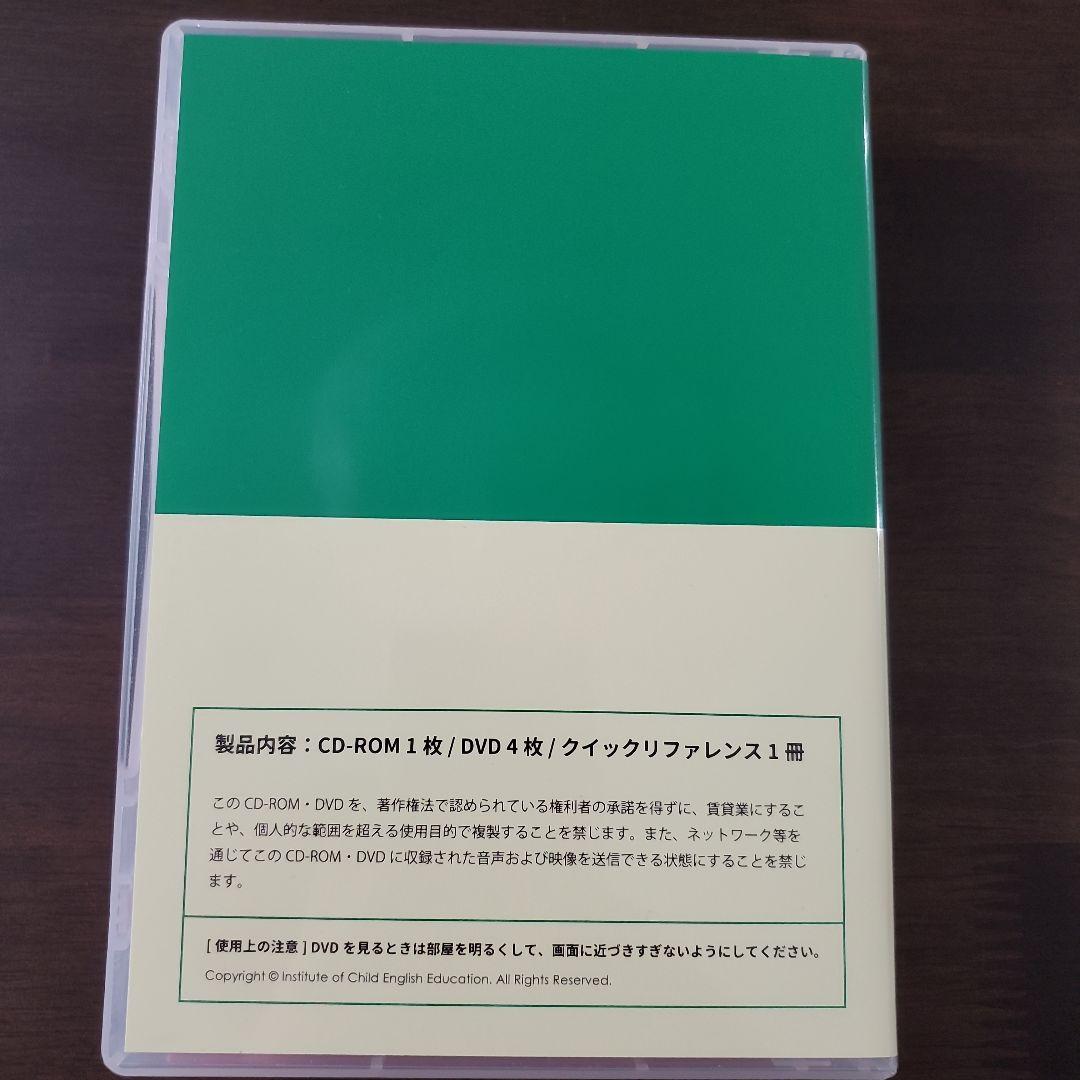 製品内容：CD-ROM 1 枚 / DVD 4 枚 / クイックリファレンス 1 冊
この CD-ROM・DVD を、著作権法で認められている権利者の承諾を得ずに、賃貸業にするこ
とや、個人的な範囲を超える使用目的で複製することを禁じます。また、ネットワーク等を
通じてこの CD-ROM・DVD に収録された音声および映像を送信できる状態にすることを禁じ
ます。
[ 使用上の注意 ] DVD を見るときは部屋を明るくして、画面に近づきすぎないようにしてください。
Copyright © Institute of Child English Education. All Rights Reserved.